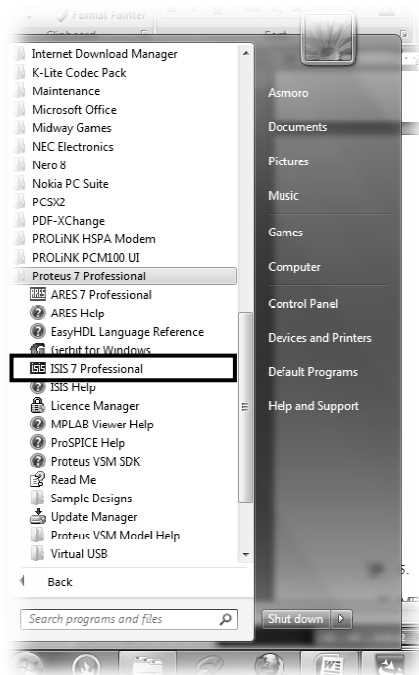 Format Painter
Clipboard
Font
Internet Download Manager
K-Lite Codec Pack
Maintenance
Microsoft Office
Midway Games
NEC Electronics
Nero 8
Nokia PC Suite
PCSX2
PDF-XChange
PROLiNK HSPA Modem
PROLiNK PCM100 UI
Proteus 7 Professional
ARES 7 Professional
ARES Help
EasyHDL Language Reference
Gerbit for Windows
ISIS 7 Professional
ISIS Help
Licence Manager
MPLAB Viewer Help
ProSPICE Help
Proteus VSM SDK
Read Me
Sample Designs
Update Manager
Proteus VSM Model Help
Virtual USB
Back
Search programs and files
Asmoro
Documents
Pictures
Music
Games
Computer
Control Panel
Devices and Printers
Default Programs
Help and Support
Shut down